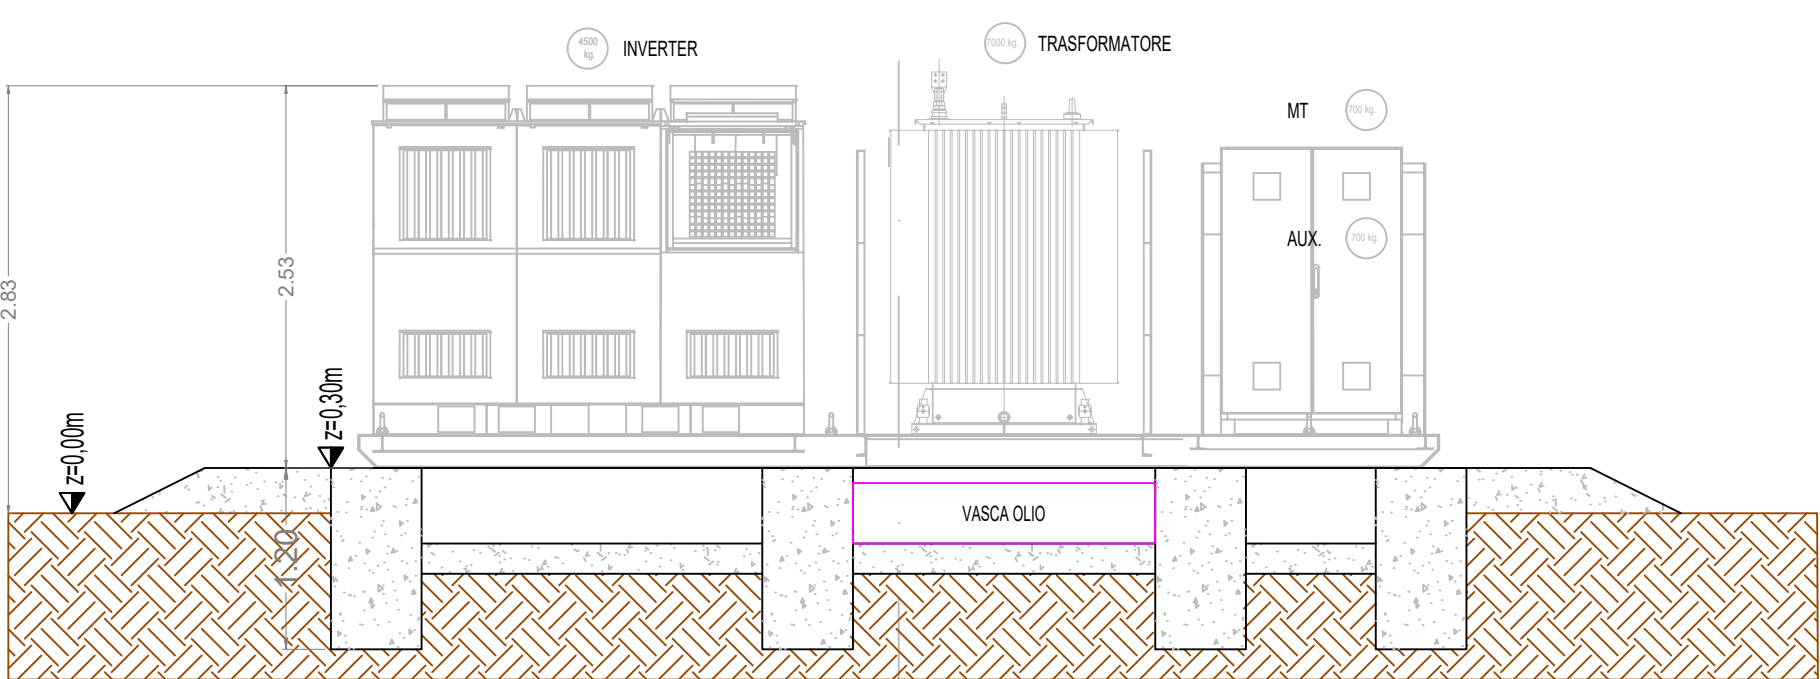 4500
kg.
INVERTER
7000 kg.
TRASFORMATORE
MT
700 kg.
AUX.
700 kg.
2.83
2.53
z=0,00m
z=0,30m
1.20
VASCA OLIO